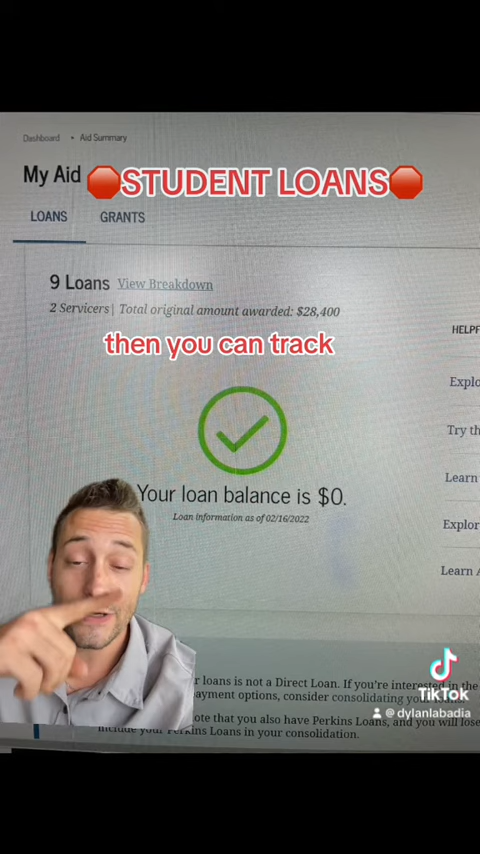 Dashboard • Aid Summary
My Aid
🛑STUDENT LOANS🛑
LOANS GRANTS
9 Loans View Breakdown
2 Servicers| Total original amount awarded: $28,400
HELPF
then you can track
Explo
Try th
Learn
Explor
Learn A
Your loan balance is $0.
Loan information as of 02/16/2022
r loans is not a Direct Loan. If you're interested in the
ayment options, consider consolidating your loans.
ote that you also have Perkins Loans, and you will lose
include your Perkins Loans in your consolidation.
TikTok
@dylanlabadia